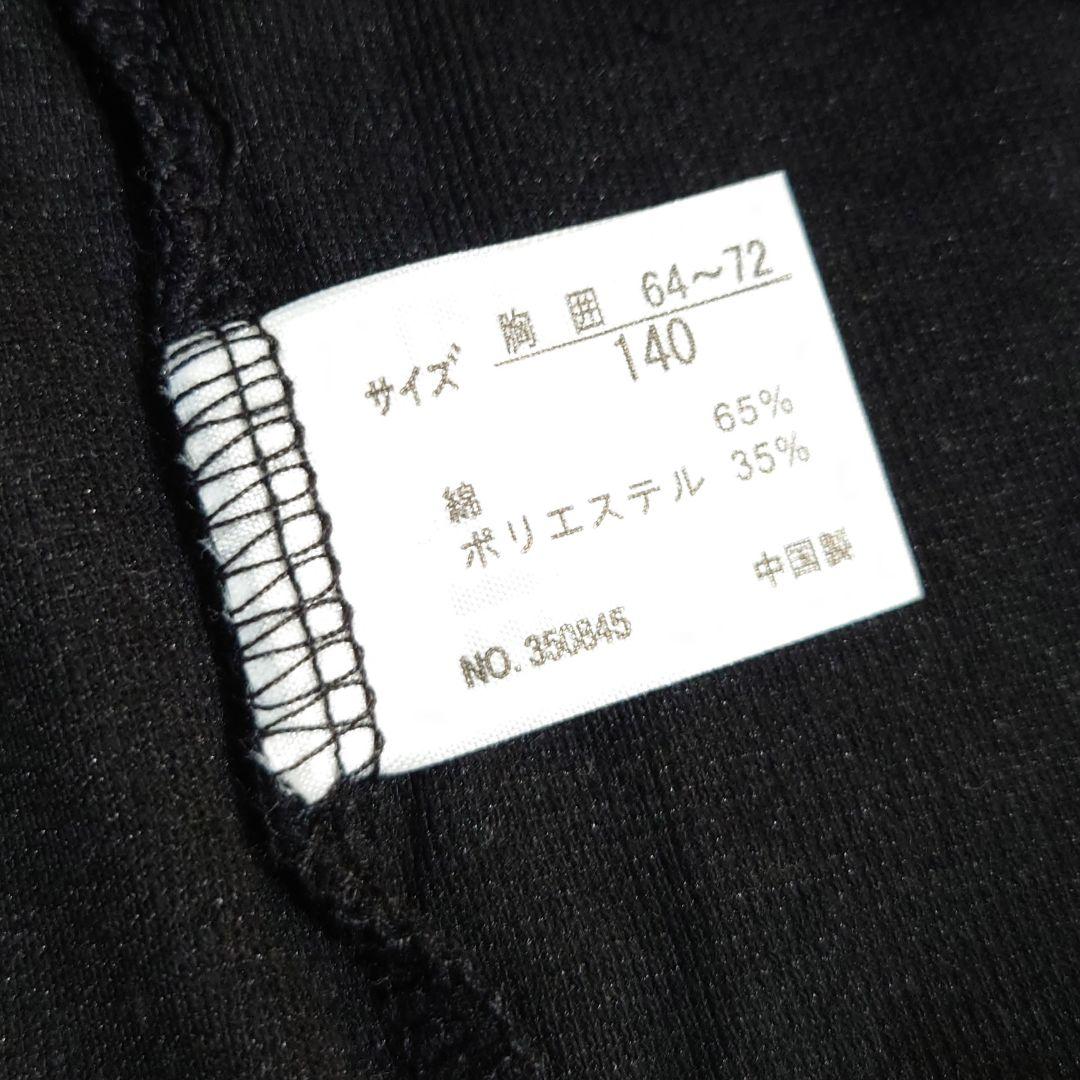 サイズ 胸囲 64~72
140
綿 65%
ポリエステル 35%
中国製
NO.350845